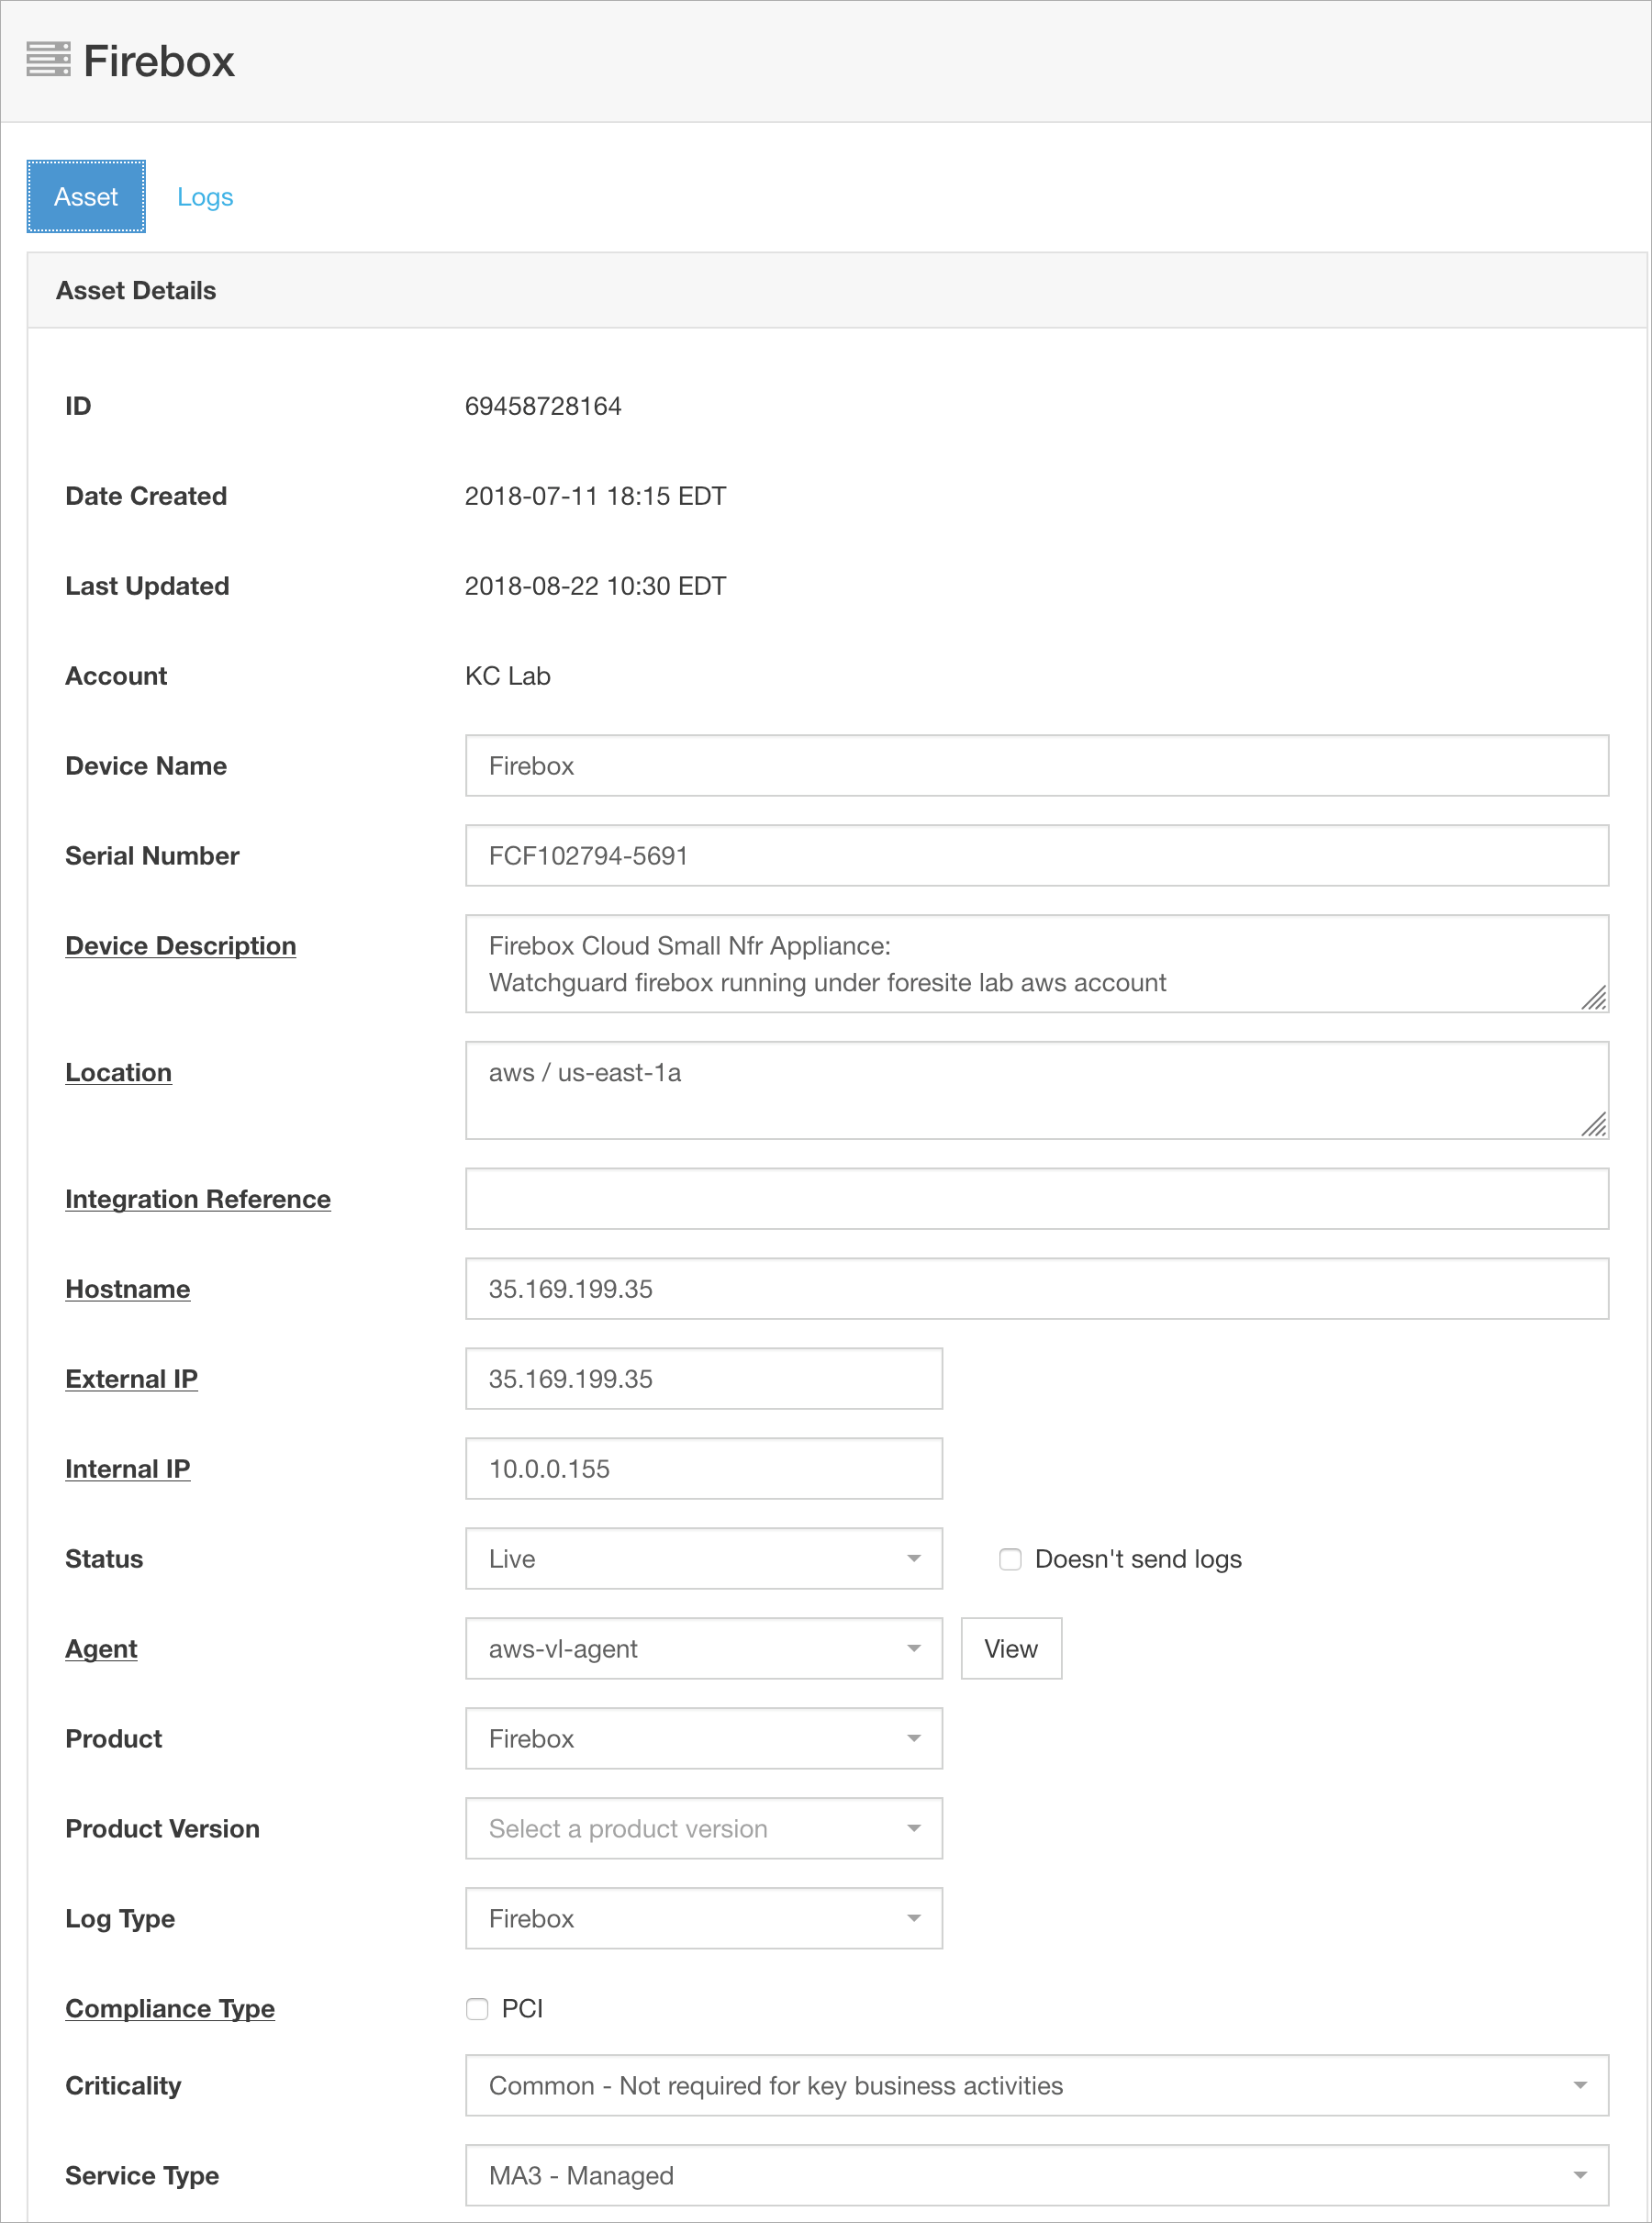 Firebox
Asset Logs
Asset Details
ID 69458728164
Date Created 2018-07-11 18:15 EDT
Last Updated 2018-08-22 10:30 EDT
Account KC Lab
Device Name Firebox
Serial Number FCF102794-5691
Device Description Firebox Cloud Small Nfr Appliance:
Watchguard firebox running under foresite lab aws account
Location aws / us-east-1a
Integration Reference
Hostname 35.169.199.35
External IP 35.169.199.35
Internal IP 10.0.0.155
Status Live Doesn't send logs
Agent aws-vl-agent View
Product Firebox
Product Version Select a product version
Log Type Firebox
Compliance Type PCI
Criticality Common - Not required for key business activities
Service Type MA3 - Managed